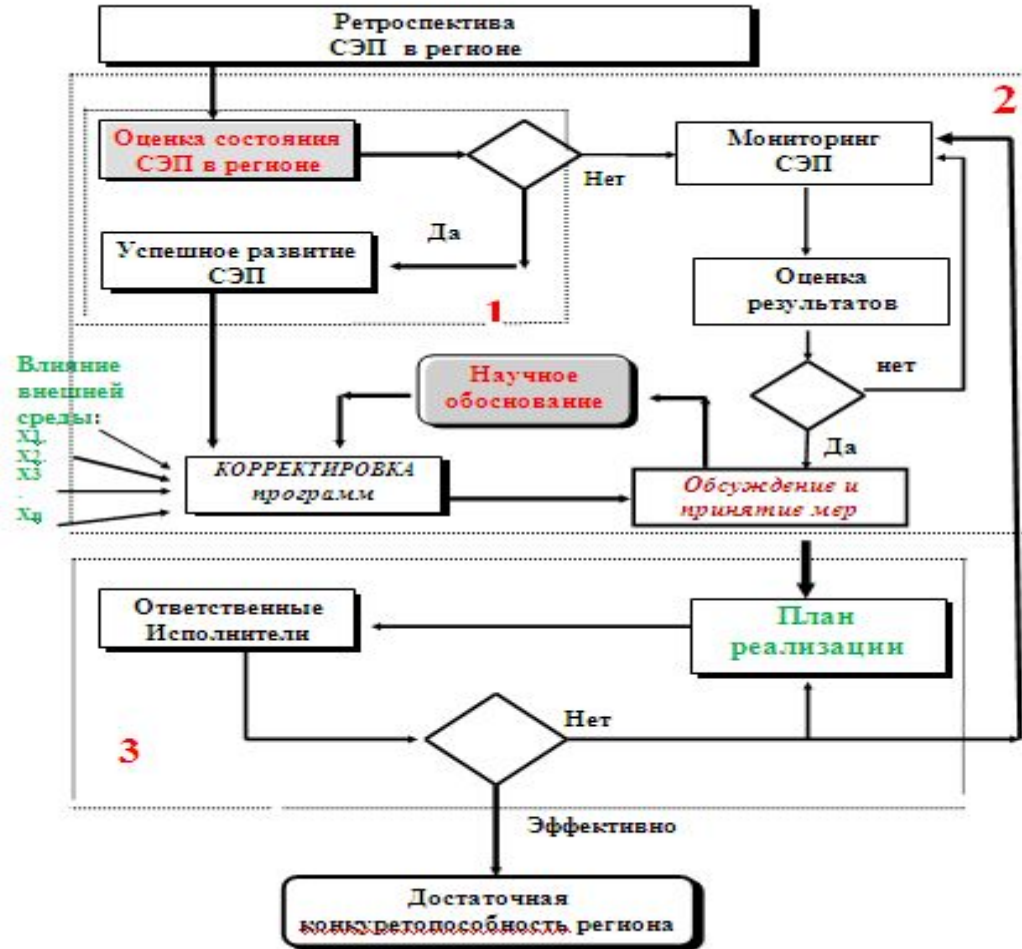 Ретроспектива
СЭП в регионе
2
Оценка состояния
СЭП в регионе
Нет
Мониторинг
СЭП
Да
Успешное развитие
СЭП
Оценка
результатов
1
Влияние
внешней
среды:
нет
Научное
обоснование
X1.
X2.
X3
.
Xn
КОРРЕКТИРОВКА
программ
Да
Обсуждение и
принятие мер
Ответственные
Исполнители
План
реализации
Нет
3
Эффективно
Достаточная
конкуретопособность региона